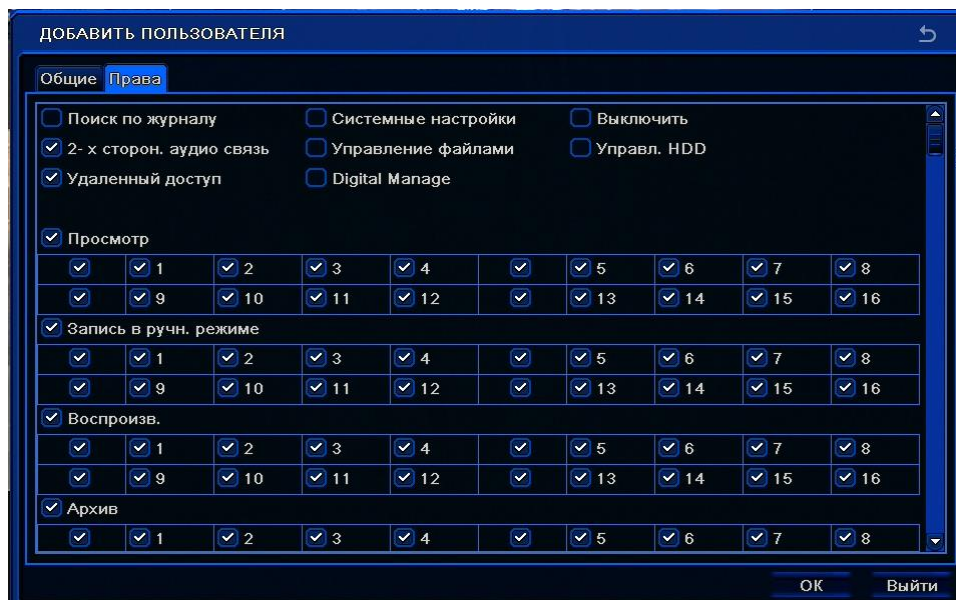 ДОБАВИТЬ ПОЛЬЗОВАТЕЛЯ
Общие Права
Поиск по журналу Системные настройки Выключить
2- х сторон. аудио связь Управление файлами Управл. HDD
Удаленный доступ Digital Manage
Просмотр
1 2 3 4 5 6 7 8
9 10 11 12 13 14 15 16
Запись в ручн. режиме
1 2 3 4 5 6 7 8
9 10 11 12 13 14 15 16
Воспроизв.
1 2 3 4 5 6 7 8
9 10 11 12 13 14 15 16
Архив
1 2 3 4 5 6 7 8
ОК Выйти